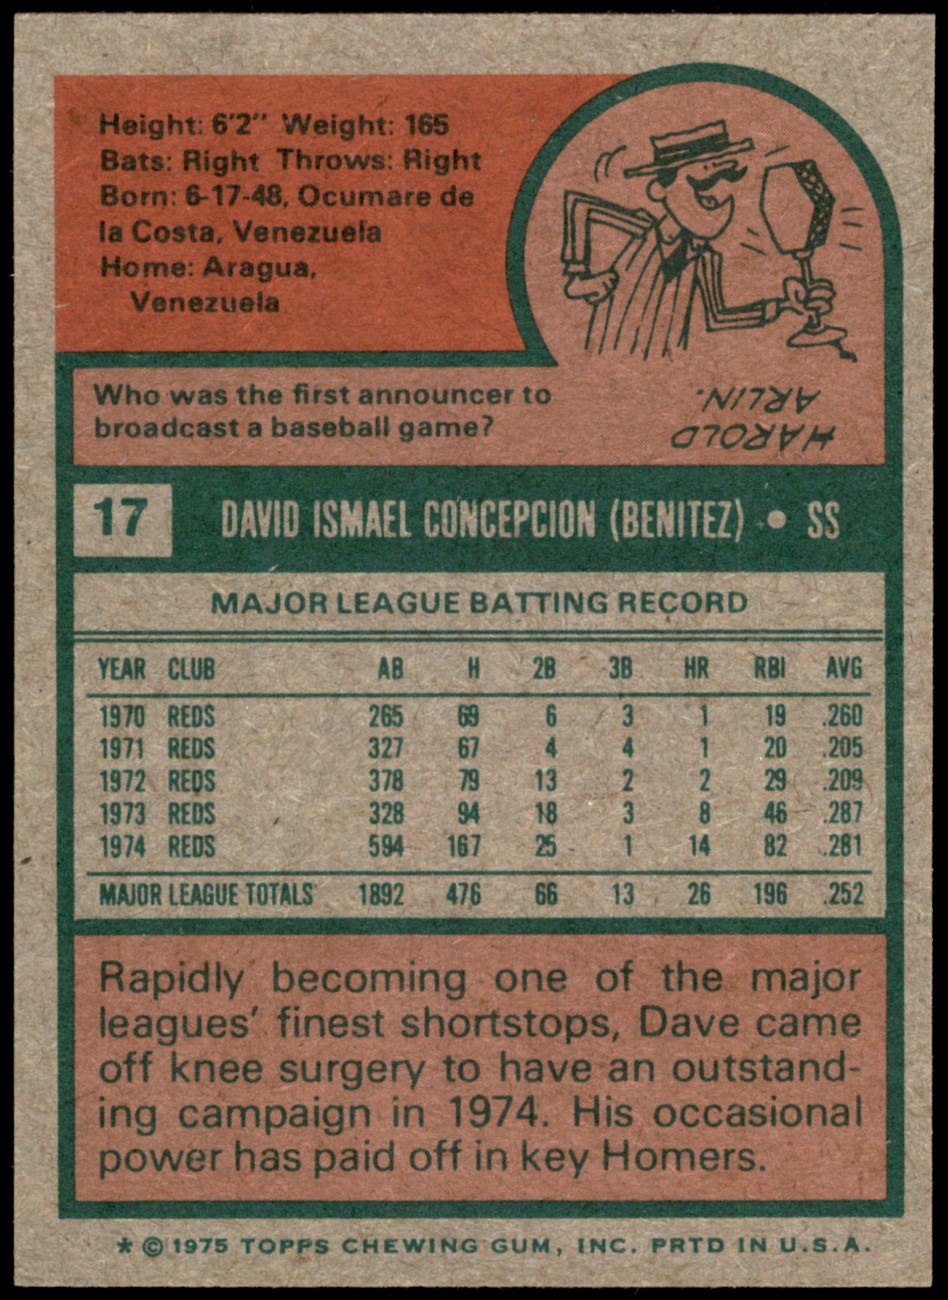 Height: 6'2" Weight: 165
Bats: Right Throws: Right
Born: 6-17-48, Ocumare de
la Costa, Venezuela
Home: Aragua,
Venezuela
Who was the first announcer to
broadcast a baseball game?
HAROLD
ARLIN.
17 DAVID ISMAEL CONCEPCION (BENITEZ) • SS
MAJOR LEAGUE BATTING RECORD
YEAR CLUB AB H 2B 3B HR RBI AVG
1970 REDS 265 69 6 3 1 19 .260
1971 REDS 327 67 4 4 1 20 .205
1972 REDS 378 79 13 2 2 29 .209
1973 REDS 328 94 18 3 8 46 .287
1974 REDS 594 167 25 1 14 82 .281
MAJOR LEAGUE TOTALS 1892 476 66 13 26 196 .252
Rapidly becoming one of the major
leagues' finest shortstops, Dave came
off knee surgery to have an outstand-
ing campaign in 1974. His occasional
power has paid off in key Homers.
* © 1975 TOPPS CHEWING GUM, INC. PRTD IN U.S.A.